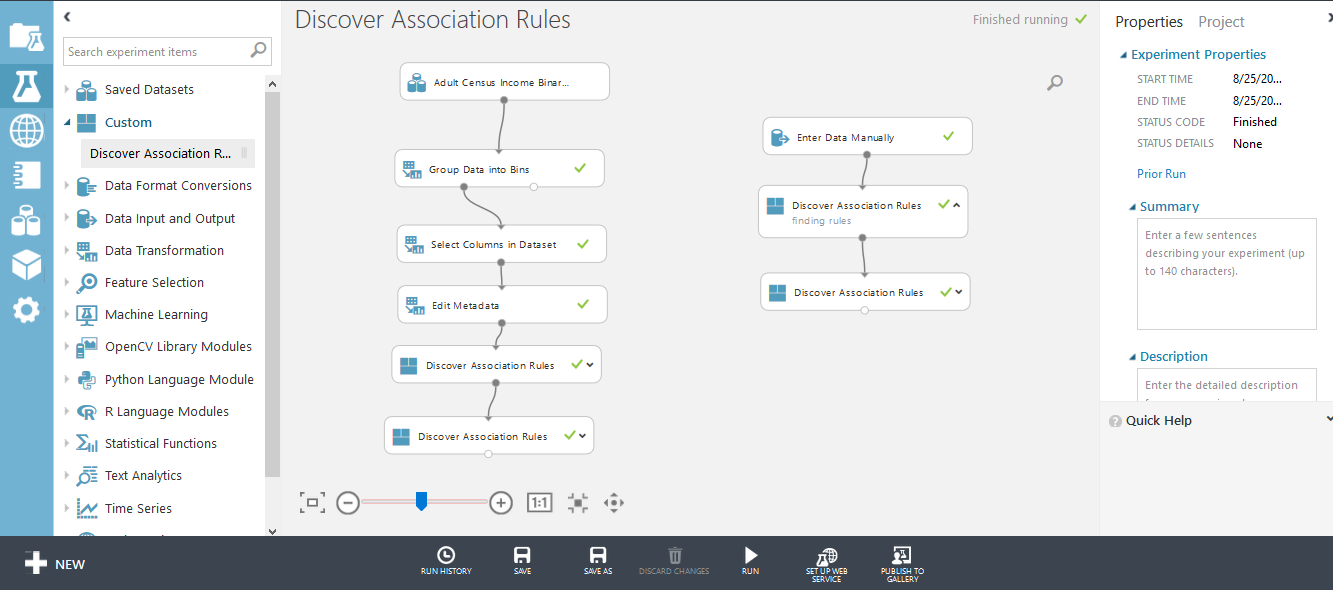 Discover Association Rules
Finished running
Search experiment items
Saved Datasets
Custom
Discover Association R...
Data Format Conversions
Data Input and Output
Data Transformation
Feature Selection
Machine Learning
OpenCV Library Modules
Python Language Module
R Language Modules
Statistical Functions
Text Analytics
Time Series
Adult Census Income Binar...
Group Data into Bins
Select Columns in Dataset
Edit Metadata
Discover Association Rules
Discover Association Rules
Enter Data Manually
Discover Association Rules
finding rules
Discover Association Rules
1:1
Properties Project
Experiment Properties
START TIME 8/25/20...
END TIME 8/25/20...
STATUS CODE Finished
STATUS DETAILS None
Prior Run
Summary
Enter a few sentences
describing your experiment (up
to 140 characters).
Description
Enter the detailed description
Quick Help
NEW
RUN HISTORY
SAVE
SAVE AS
DISCARD CHANGES
RUN
SET UP WEB
SERVICE
PUBLISH TO
GALLERY